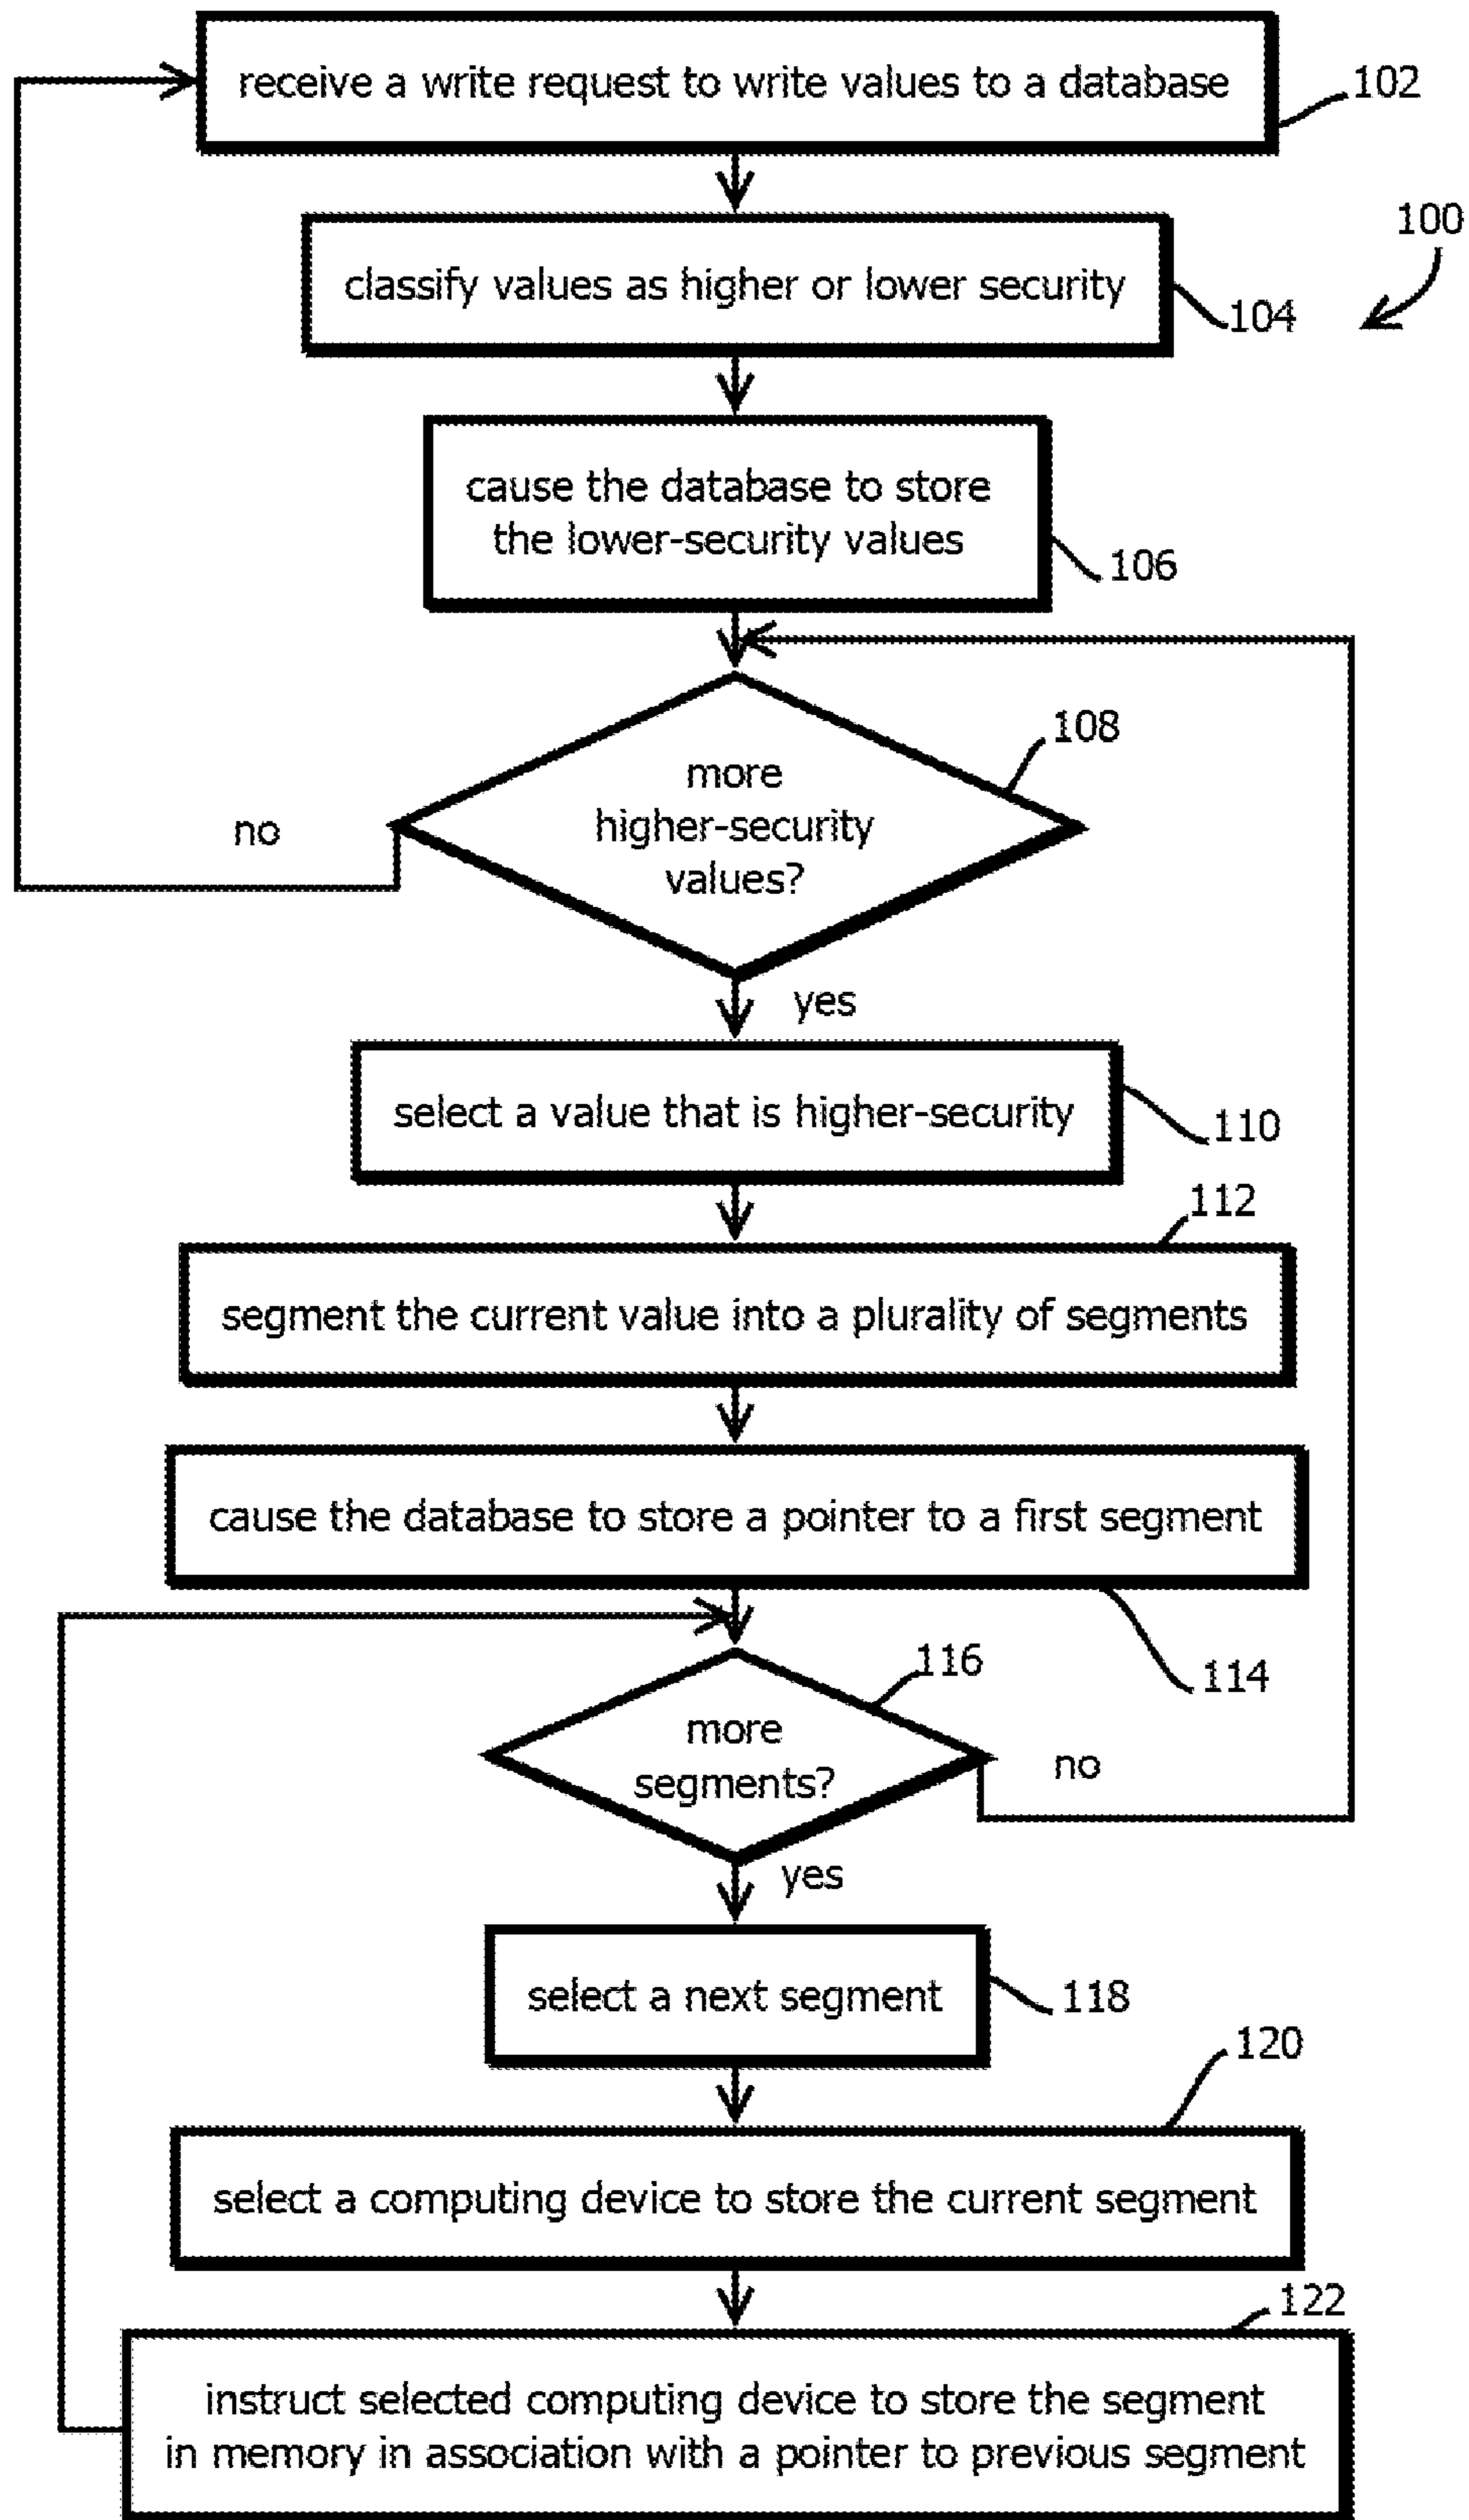 receive a write request to write values to a database
102
100
classify values as higher or lower security
104
cause the database to store
the lower-security values
106
108
more
higher-security
values?
no
yes
select a value that is higher-security
110
112
segment the current value into a plurality of segments
cause the database to store a pointer to a first segment
114
116
more
segments?
no
yes
select a next segment
118
120
select a computing device to store the current segment
122
instruct selected computing device to store the segment
in memory in association with a pointer to previous segment